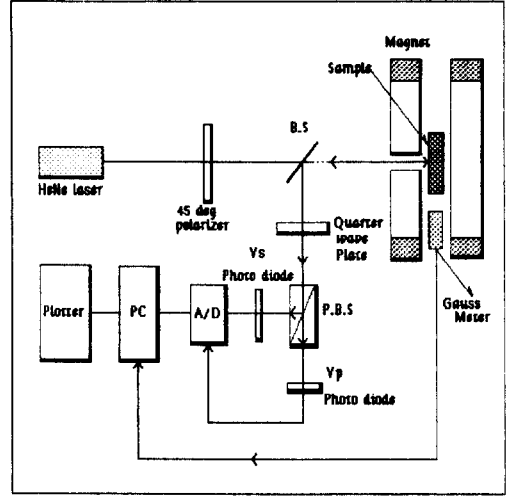 Magnet
Sample
B.S
HeNe laser
45 deg
polarizer
Quarter
wave
Plate
Vs
Photo diode
Gauss
Meter
Plotter
PC
A/D
P.B.S
Vp
Photo diode